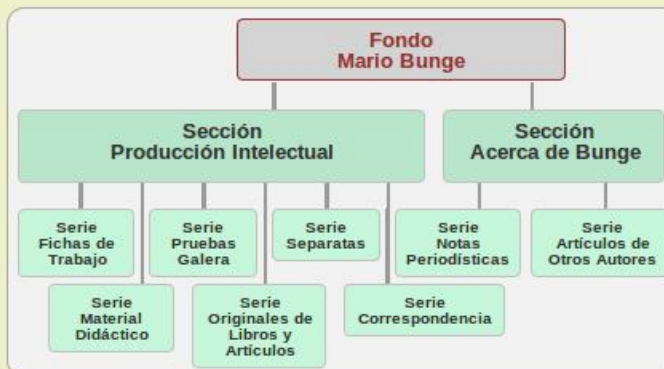 Fondo
Mario Bunge
Sección
Producción Intelectual
Sección
Acerca de Bunge
Serie
Fichas de
Trabajo
Serie
Pruebas
Galera
Serie
Separatas
Serie
Notas
Periodísticas
Serie
Artículos de
Otros Autores
Serie
Material
Didáctico
Serie
Originales de
Libros y
Artículos
Serie
Correspondencia